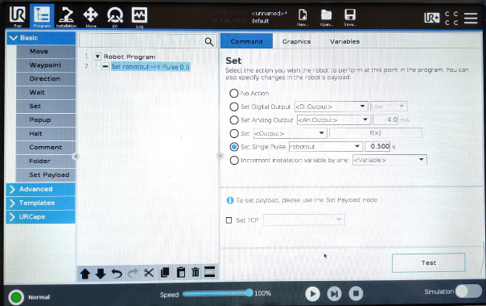 Run
Program
Installation
Move
I/O
Log
<unnamed>*
default
New...
Open...
Save...
UR+
C C
C C
Basic
Move
Waypoint
Direction
Wait
Set
Popup
Halt
Comment
Folder
Set Payload
Advanced
Templates
URCaps
1 Robot Program
2 Set robotout=Hi Pulse 0.5
Command Graphics Variables
Set
Select the action you wish the robot to perform at this point in the program. You can
also specify changes in the robot's payload.
No Action
Set Digital Output <Di.Output> Low
Set Analog Output <An.Output> 4.0 mA
Set <Output> f(x)
Set Single Pulse robotout 0.500 s
Increment installation variable by one: <Variable>
To set payload, please use the Set Payload node
Set TCP
Test
Normal
Speed 100%
Simulation